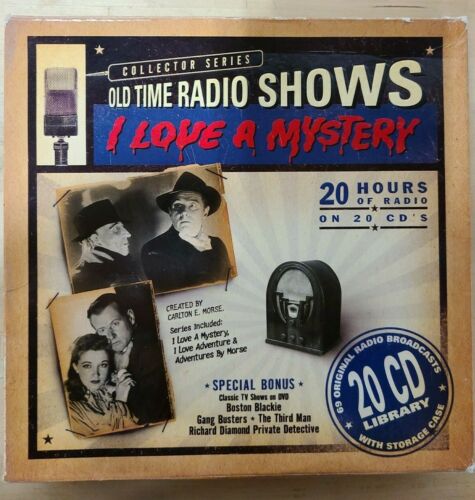 COLLECTOR SERIES
OLD TIME RADIO SHOWS
I LOVE A MYSTERY
20 HOURS
OF RADIO
ON 20 CD'S
CREATED BY
CARLTON E. MORSE.
Series Included:
I Love A Mystery,
I Love Adventure &
Adventures By Morse
• SPECIAL BONUS •
Classic TV Shows on DVD
Boston Blackie
Gang Busters • The Third Man
Richard Diamond Private Detective
69 ORIGINAL RADIO BROADCASTS
20 CD
LIBRARY
WITH STORAGE CASE